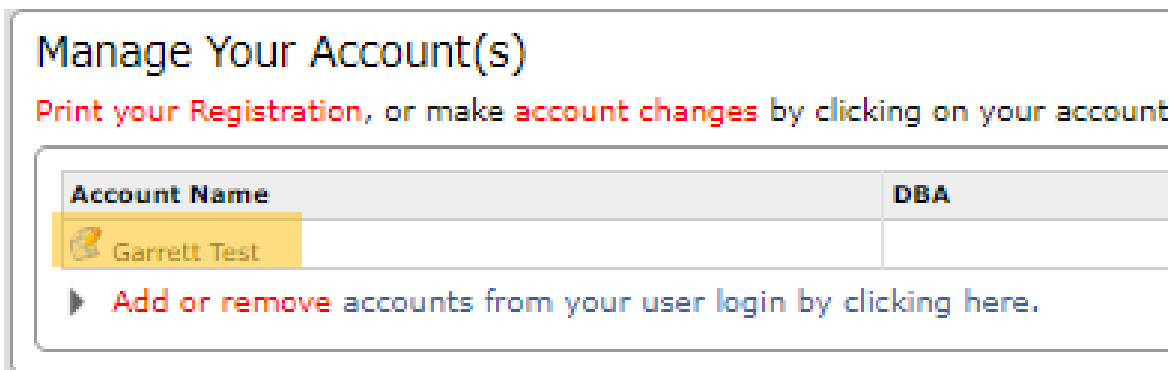 Manage Your Account(s)
Print your Registration, or make account changes by clicking on your account
Account Name DBA
Garrett Test
Add or remove accounts from your user login by clicking here.